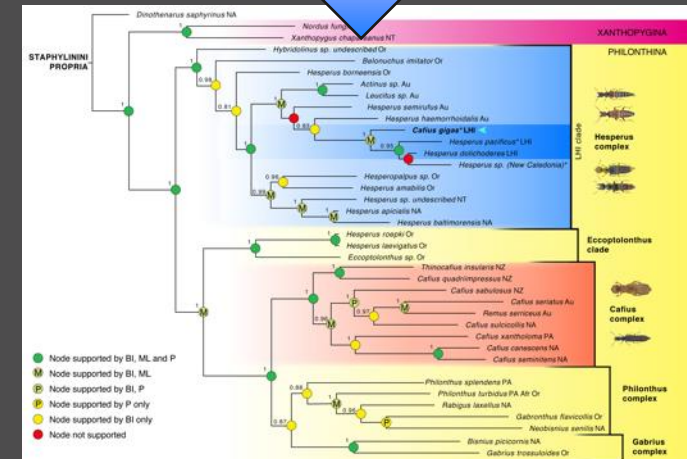 Dinothenarus saphyrinus NA
Nordus fungi
Xanthopygus chapareanus NT
XANTHOPYGINA
STAPHYLININI
PROPRIA
PHILONTHINA
Hybridolinus sp. undescribed Or
Belonuchus imitator Or
Hesperus borneensis Or
Actinus sp. Au
Leucitus sp. Au
Hesperus semirufus Au
Hesperus haemorrhoidalis Au
Cafius gigas* LHI
Hesperus pacificus* LHI
Hesperus dolichoderes LHI
Hesperus sp. (New Caledonia)*
Hesperopalpus sp. Or
Hesperus amabilis Or
Hesperus sp. undescribed NT
Hesperus apicialis NA
Hesperus baltimorensis NA
LHI clade
Hesperus
complex
Hesperus roepki Or
Hesperus laevigatus Or
Eccoptolonthus sp. Or
Eccoptolonthus
clade
Thinocafius insularis NZ
Cafius quadriimpressus NZ
Cafius sabulosus NZ
Cafius seriatus Au
Remus sericeus Au
Cafius sulcicollis NA
Cafius xantholoma PA
Cafius canescens NA
Cafius seminitens NA
Cafius
complex
Philonthus splendens PA
Philonthus turbidus PA Afr Or
Rabigus laxellus NA
Gabronthus flavicollis Or
Neobisnius senilis NA
Philonthus
complex
Bisnius picicornis NA
Gabrius trossuloides Or
Gabrius
complex
Node supported by BI, ML and P
M Node supported by BI, ML
P Node supported by BI, P
P Node supported by P only
Node supported by BI only
Node not supported